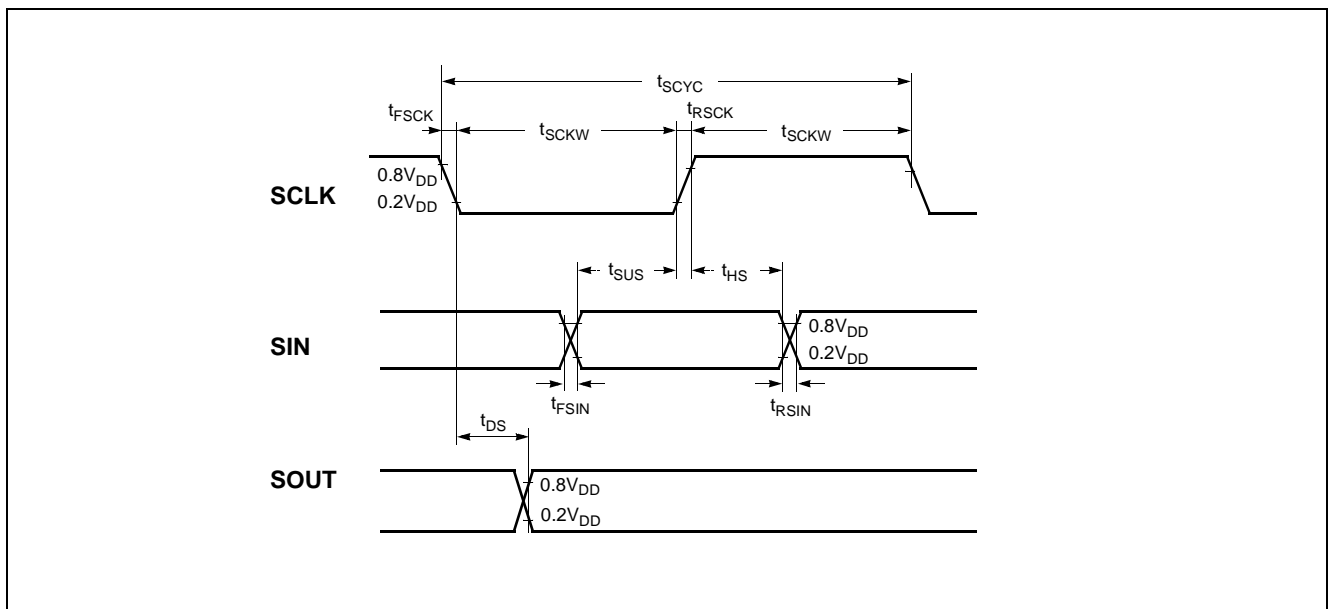 tSCYC
tFSCK
tRSCK
tSCKW
tSCKW
0.8VDD
SCLK
0.2VDD
tSUS
tHS
0.8VDD
SIN
0.2VDD
tFSIN
tRSIN
tDS
SOUT
0.8VDD
0.2VDD